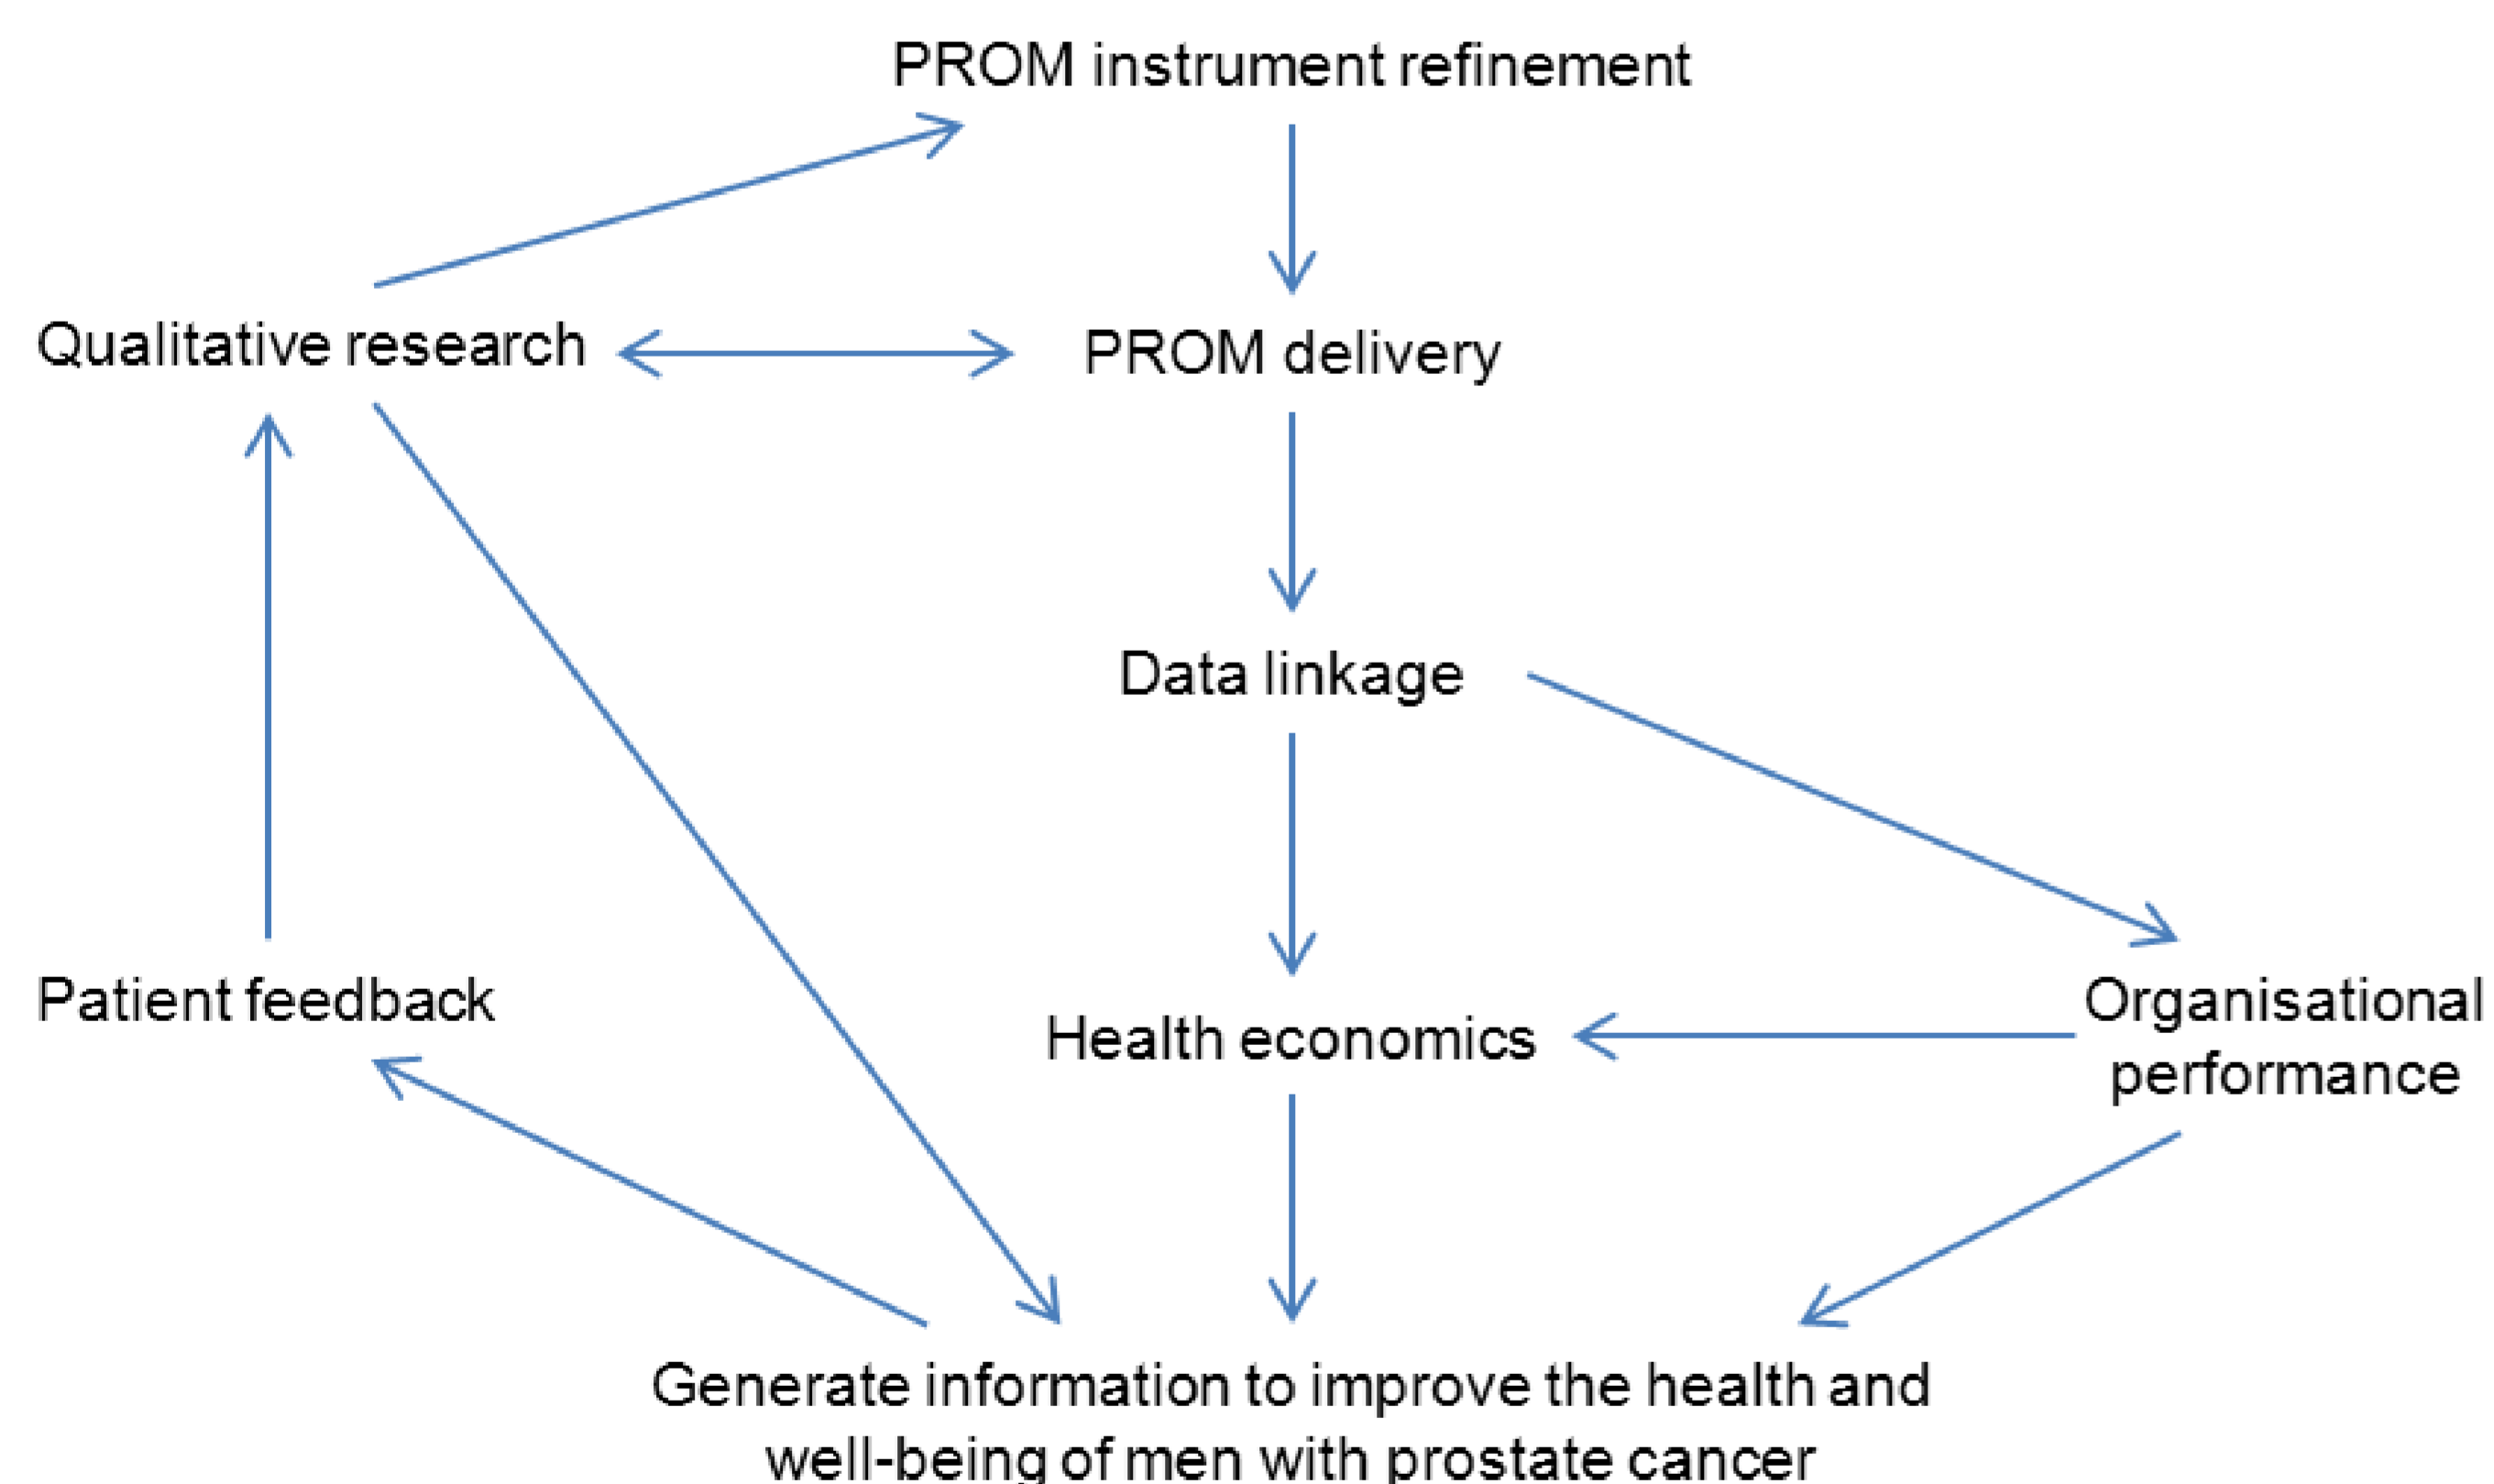 PROM instrument refinement
Qualitative research
PROM delivery
Data linkage
Patient feedback
Health economics
Organisational
performance
Generate information to improve the health and
well-being of men with prostate cancer